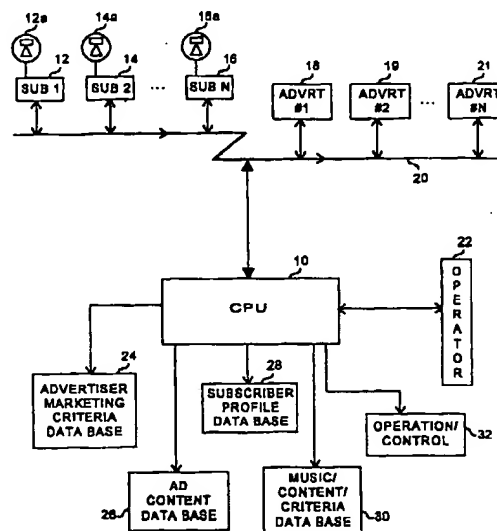 12a 14a 16a
12 14 16
SUB 1 SUB 2 ... SUB N
18 19 21
ADVRT #1 ADVRT #2 ... ADVRT #N
20
10
CPU
22
OPERATOR
24
ADVERTISER MARKETING CRITERIA DATA BASE
28
SUBSCRIBER PROFILE DATA BASE
OPERATION/ CONTROL
32
AD CONTENT DATA BASE
26
MUSIC/ CONTENT/ CRITERIA DATA BASE
30